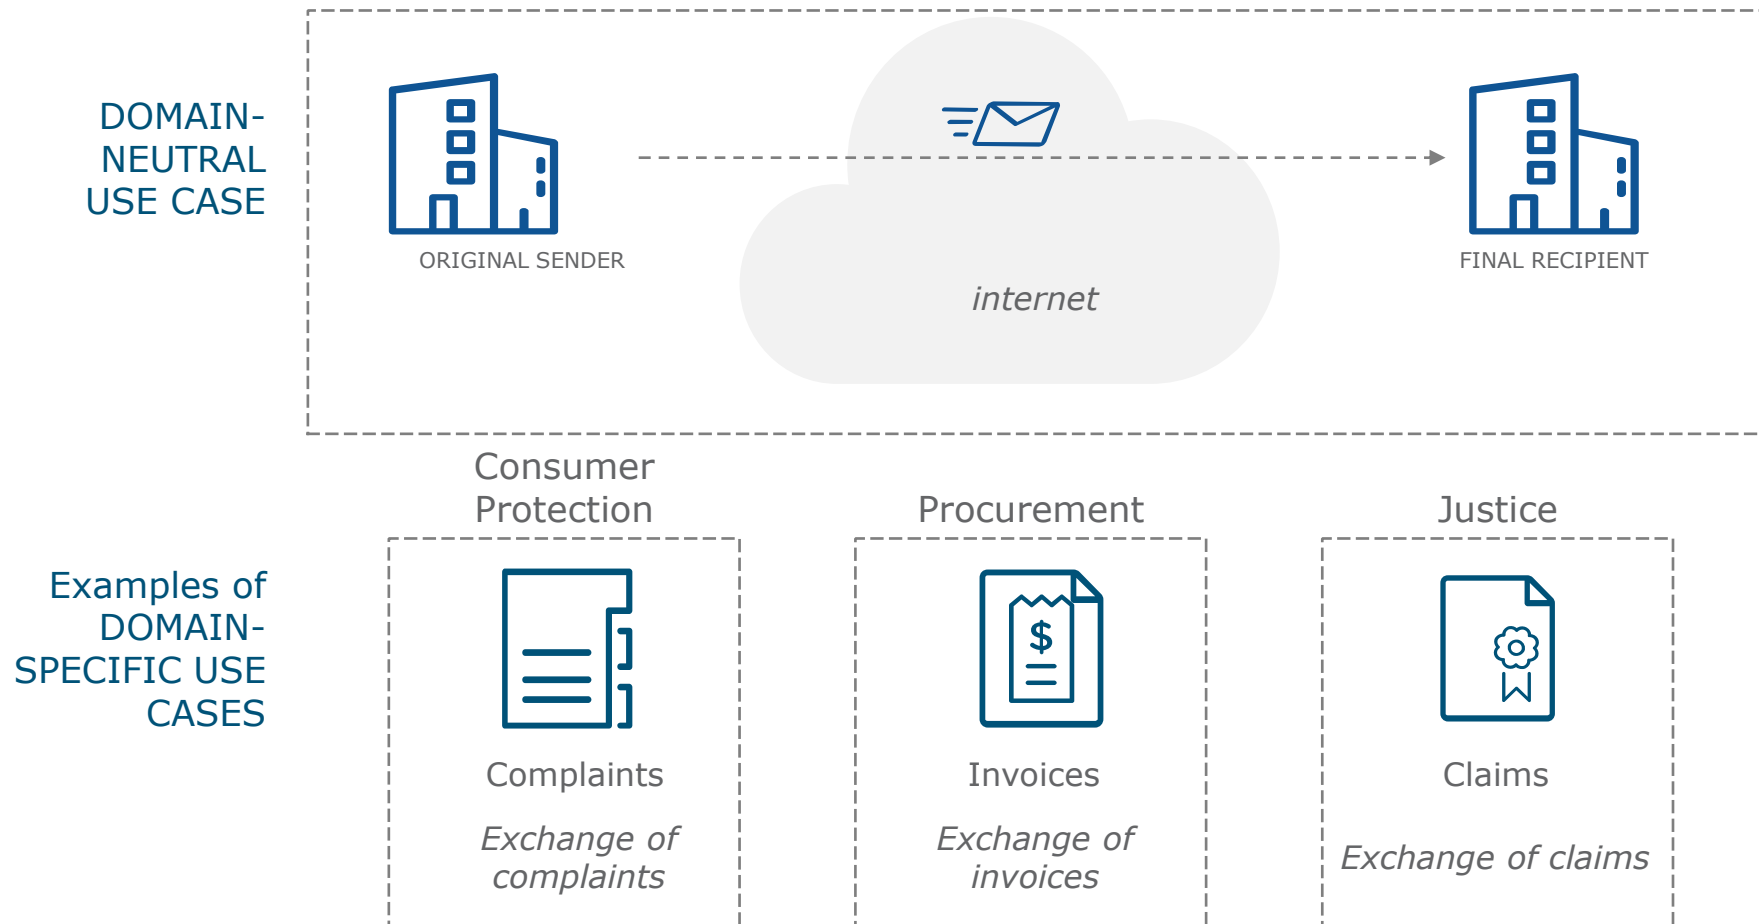 DOMAIN-
NEUTRAL
USE CASE
ORIGINAL SENDER
FINAL RECIPIENT
internet
Consumer
Protection
Procurement
Justice
Examples of
DOMAIN-
SPECIFIC USE
CASES
$
Complaints
Invoices
Claims
Exchange of
complaints
Exchange of
invoices
Exchange of claims